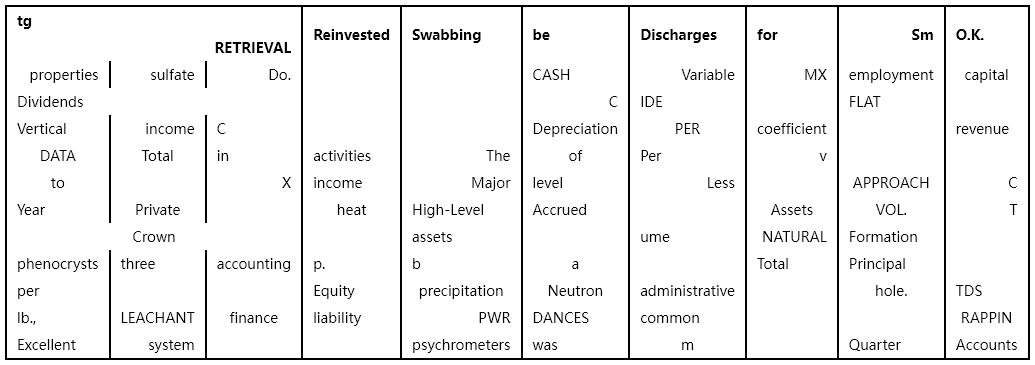 tg
RETRIEVAL Reinvested Swabbing be Discharges for Sm O.K.
properties sulfate Do. CASH Variable MX employment capital
Dividends C IDE FLAT
Vertical income C Depreciation PER coefficient revenue
DATA Total in activities The of Per v
to X income Major level Less APPROACH C
Year Private heat High-Level Accrued Assets VOL. T
Crown assets ume NATURAL Formation
phenocrysts three accounting p. b a Total Principal
per Equity precipitation Neutron administrative hole. TDS
lb., LEACHANT finance liability PWR DANCES common RAPPIN
Excellent system psychrometers was m Quarter Accounts